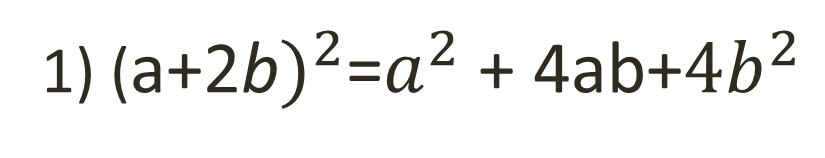 1) (a+2b)²=a² + 4ab+4b²